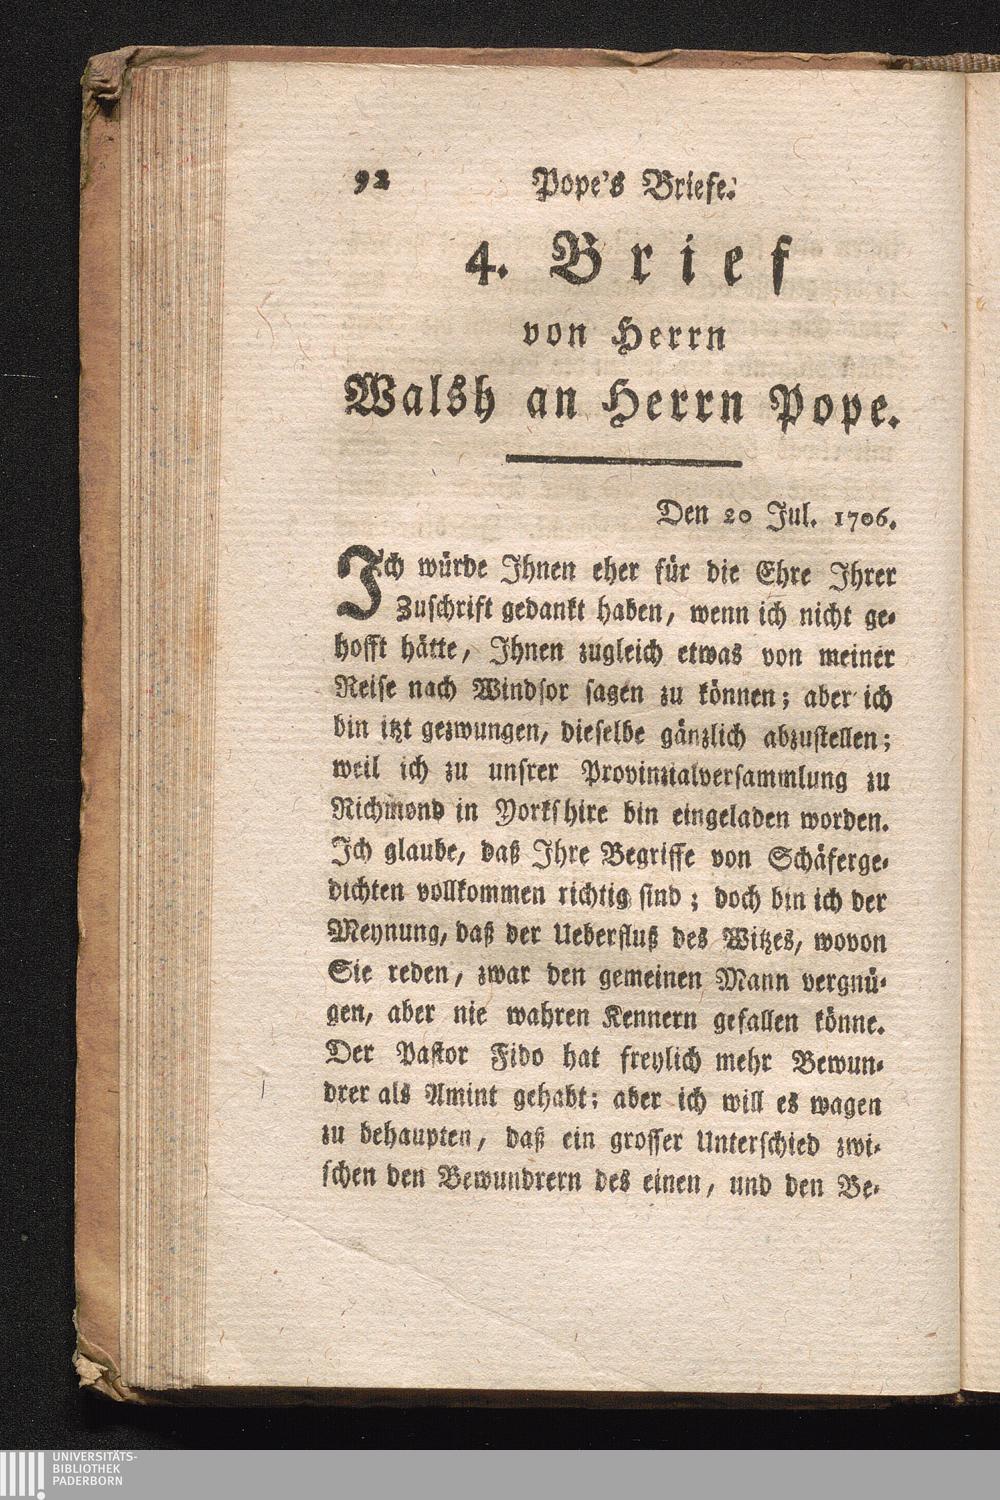 92 Pope's Briefe.
4. Brief
von Herrn
Walsh an Herrn Pope.
Den 20 Jul. 1706.
Ich würde Ihnen eher für die Ehre Ihrer
Zuschrift gedankt haben, wenn ich nicht ge-
hofft hätte, Ihnen zugleich etwas von meiner
Reise nach Windsor sagen zu können; aber ich
bin itzt gezwungen, dieselbe gänzlich abzustellen;
weil ich zu unsrer Provinzialversammlung zu
Richmond in Yorkshire bin eingeladen worden.
Ich glaube, daß Ihre Begriffe von Schäferge-
dichten vollkommen richtig sind; doch bin ich der
Meynung, daß der Ueberfluß des Witzes, wovon
Sie reden, zwar den gemeinen Mann vergnü-
gen, aber nie wahren Kennern gefallen könne.
Der Pastor Fido hat freylich mehr Bewun-
drer als Amint gehabt; aber ich will es wagen
zu behaupten, daß ein grosser Unterschied zwi-
schen den Bewundrern des einen, und den Be-
UNIVERSITÄTS-
BIBLIOTHEK
PADERBORN